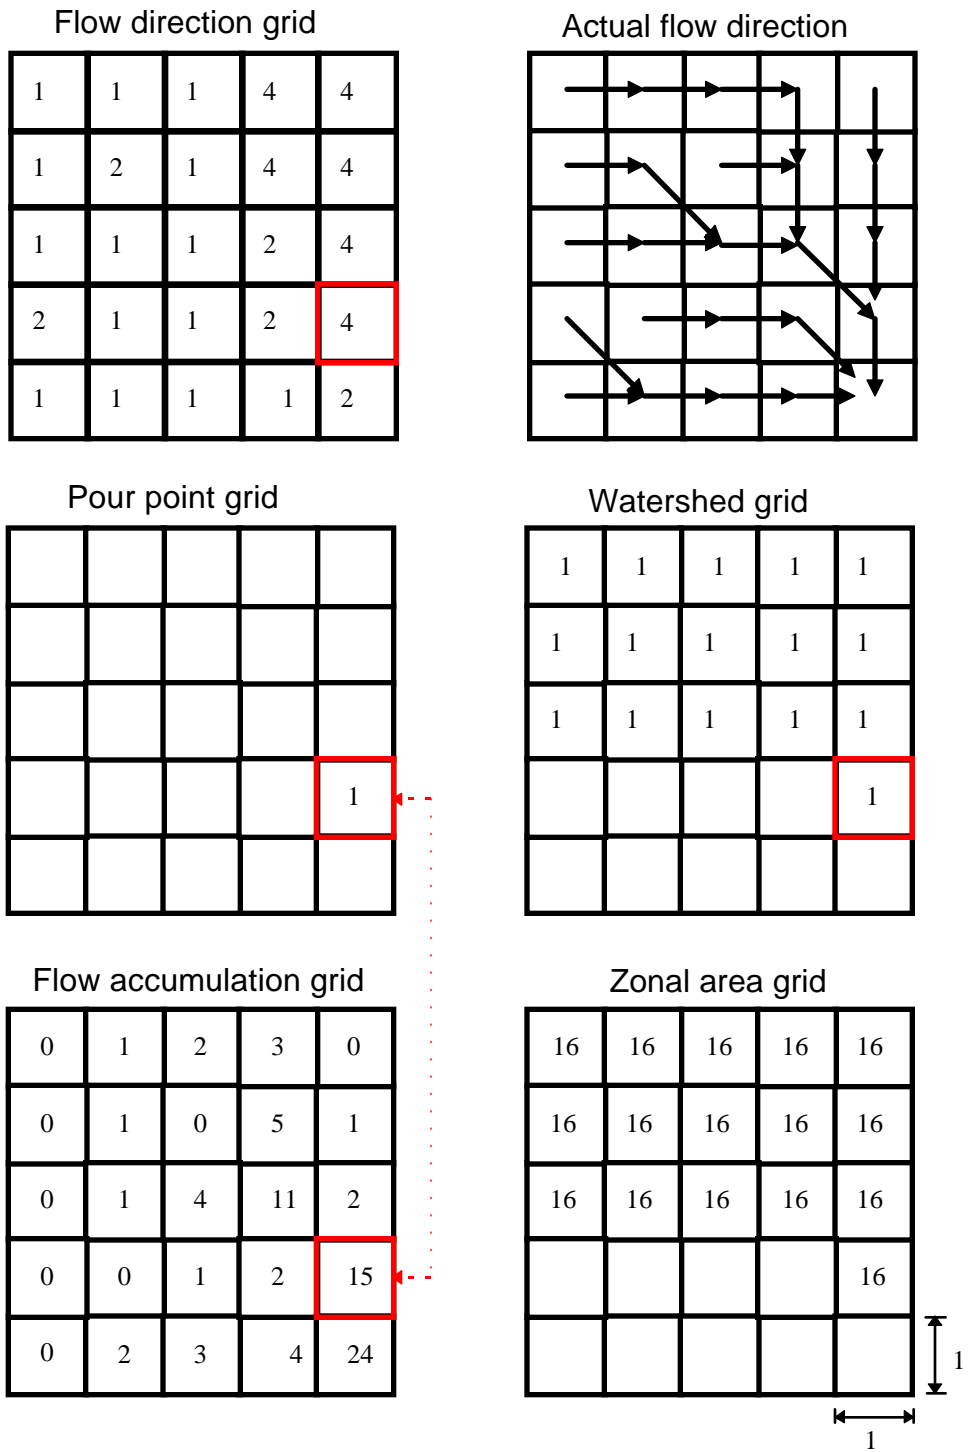 Flow direction grid
1 1 1 4 4
1 2 1 4 4
1 1 1 2 4
2 1 1 2 4
1 1 1 1 2
Actual flow direction
Pour point grid
1
Watershed grid
1 1 1 1 1
1 1 1 1 1
1 1 1 1 1
1
Flow accumulation grid
0 1 2 3 0
0 1 0 5 1
0 1 4 11 2
0 0 1 2 15
0 2 3 4 24
Zonal area grid
16 16 16 16 16
16 16 16 16 16
16 16 16 16 16
16
1
1